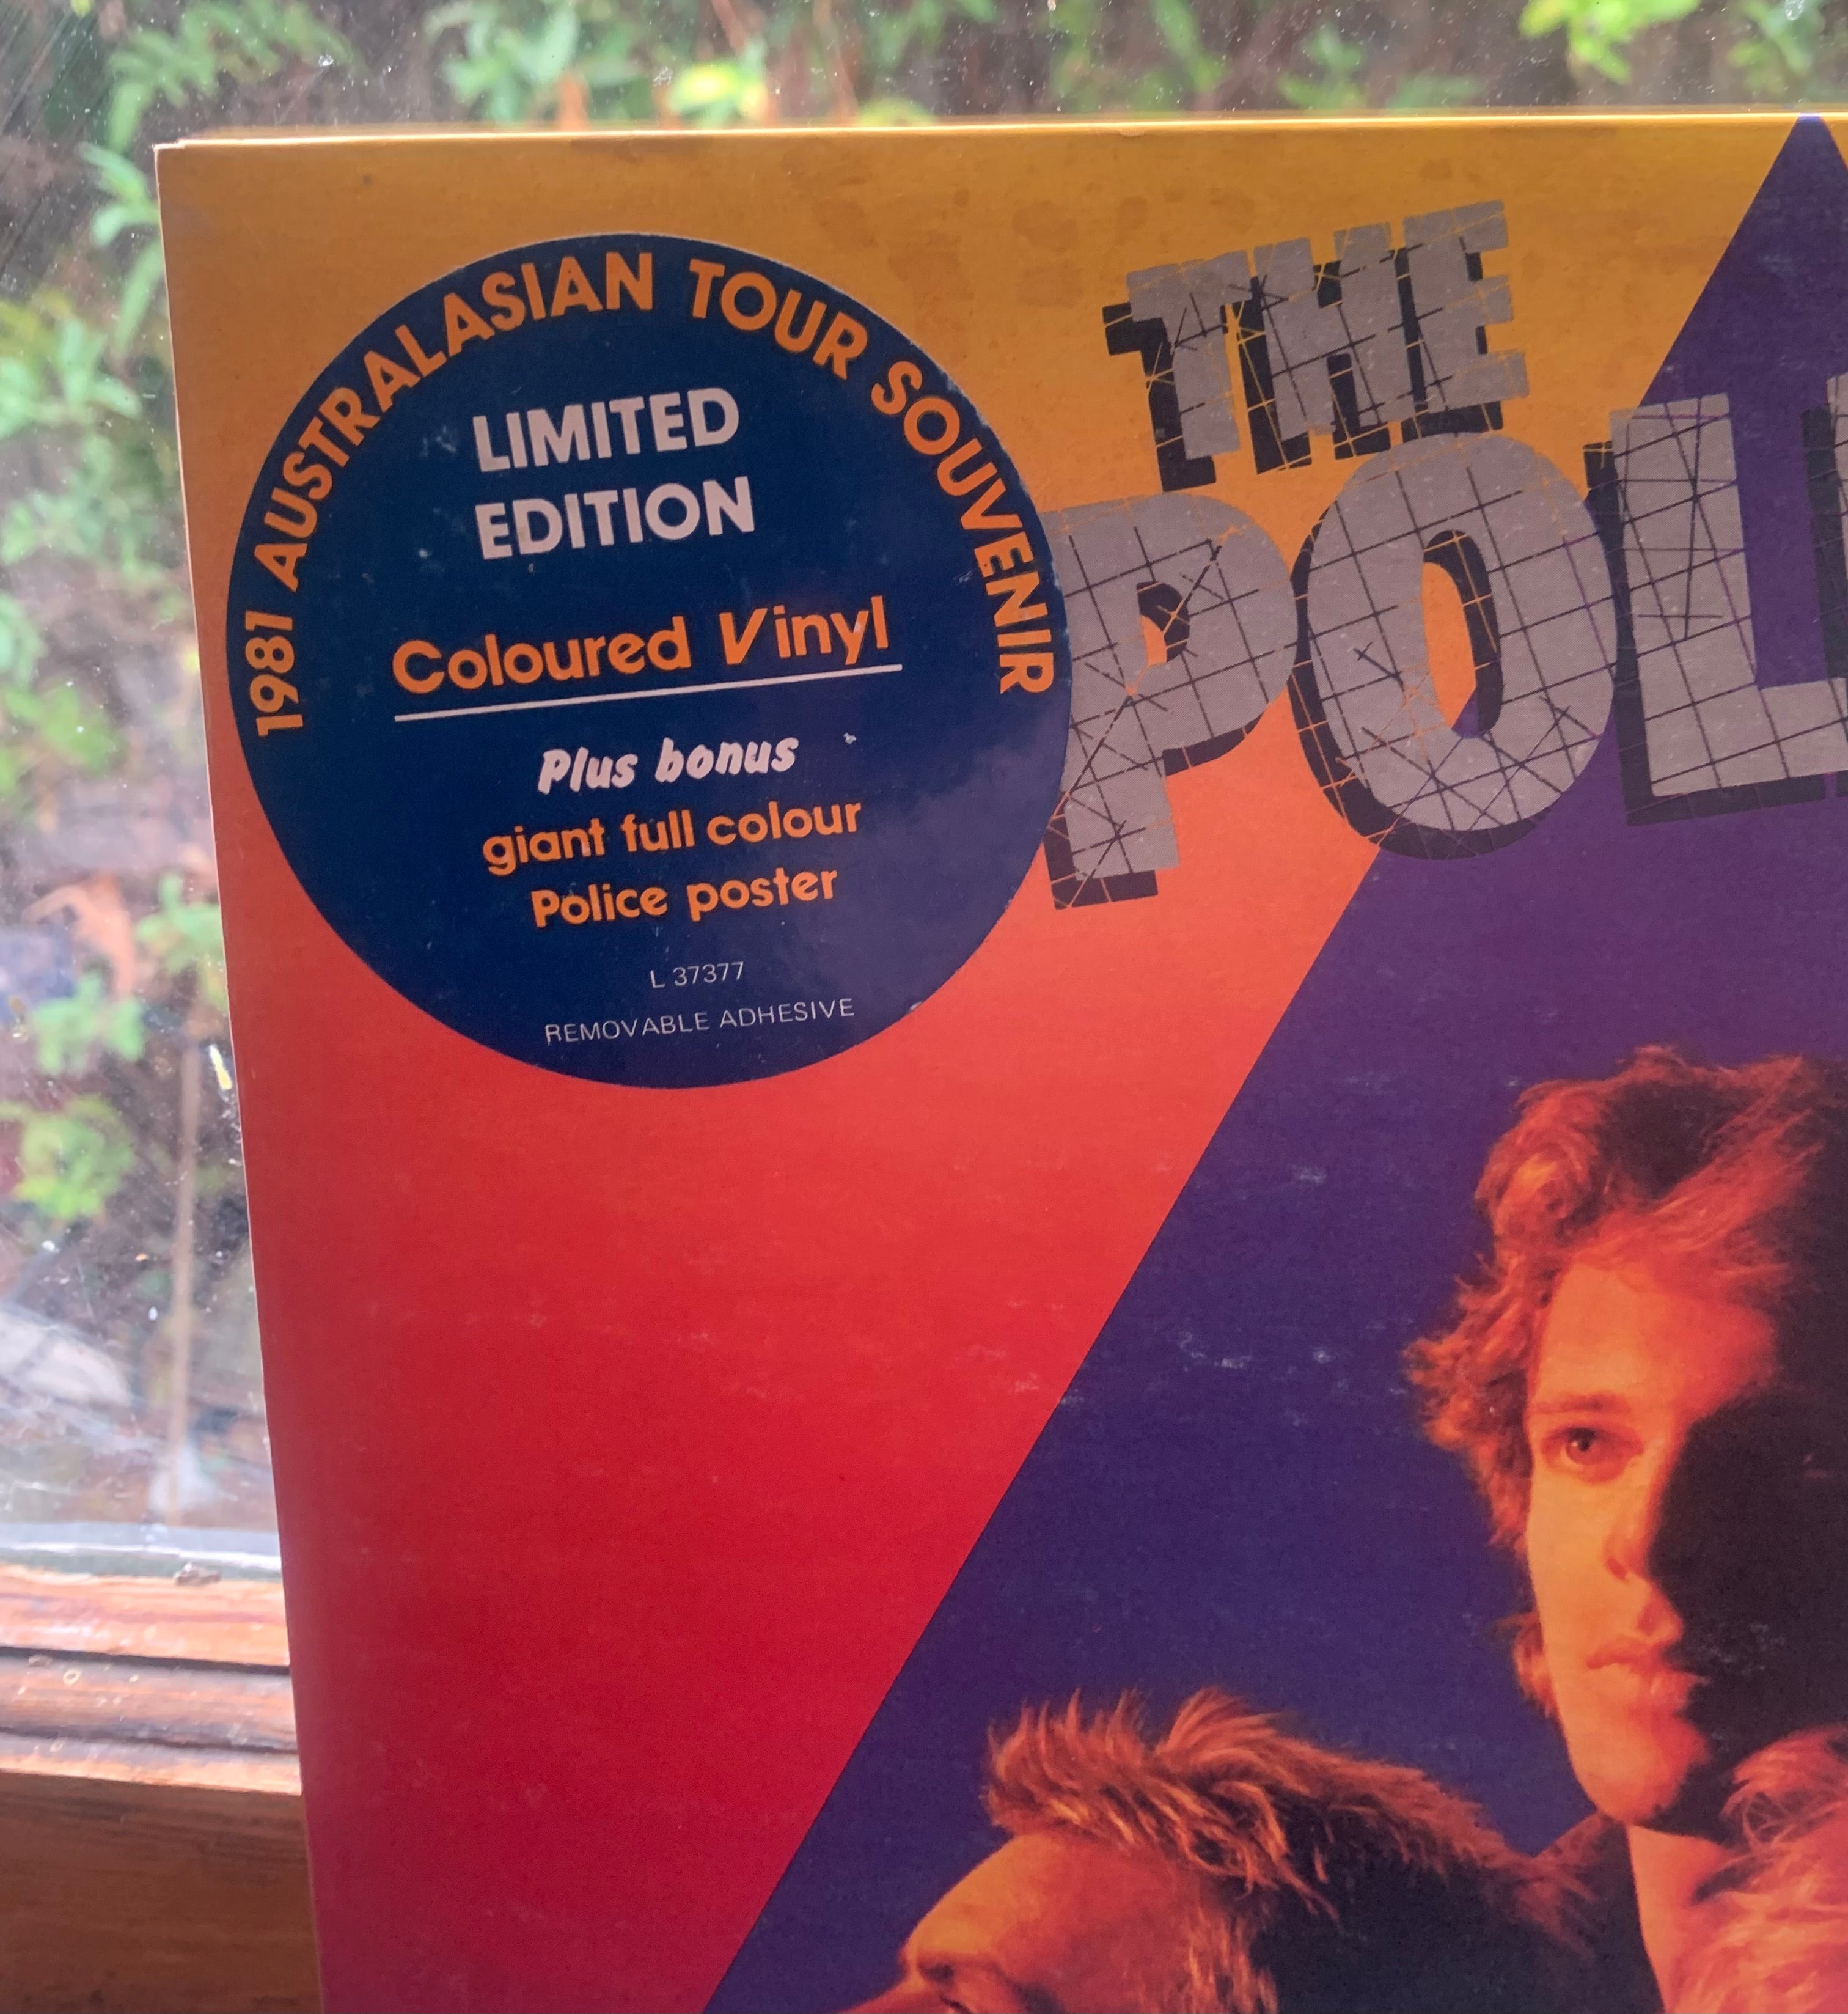 1981 AUSTRALASIAN TOUR SOUVENIR
LIMITED
EDITION
Coloured Vinyl
Plus bonus
giant full colour
Police poster
L 37377
REMOVABLE ADHESIVE
THE
POLI